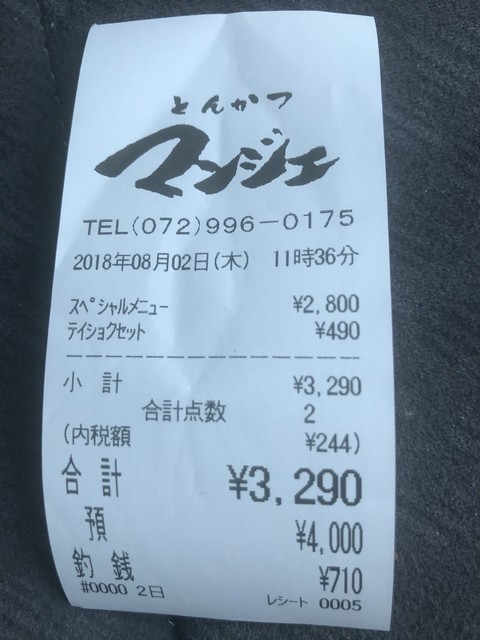 とんかつ
マンジェ
TEL(072)996-0175
2018年08月02日(木) 11時36分
スペシャルメニュー ¥2,800
テイショクセット ¥490
小計 ¥3,290
合計点数 2
(内税額 ¥244)
合計 ¥3,290
預 ¥4,000
釣銭 ¥710
#0000 2日 レシート 0005